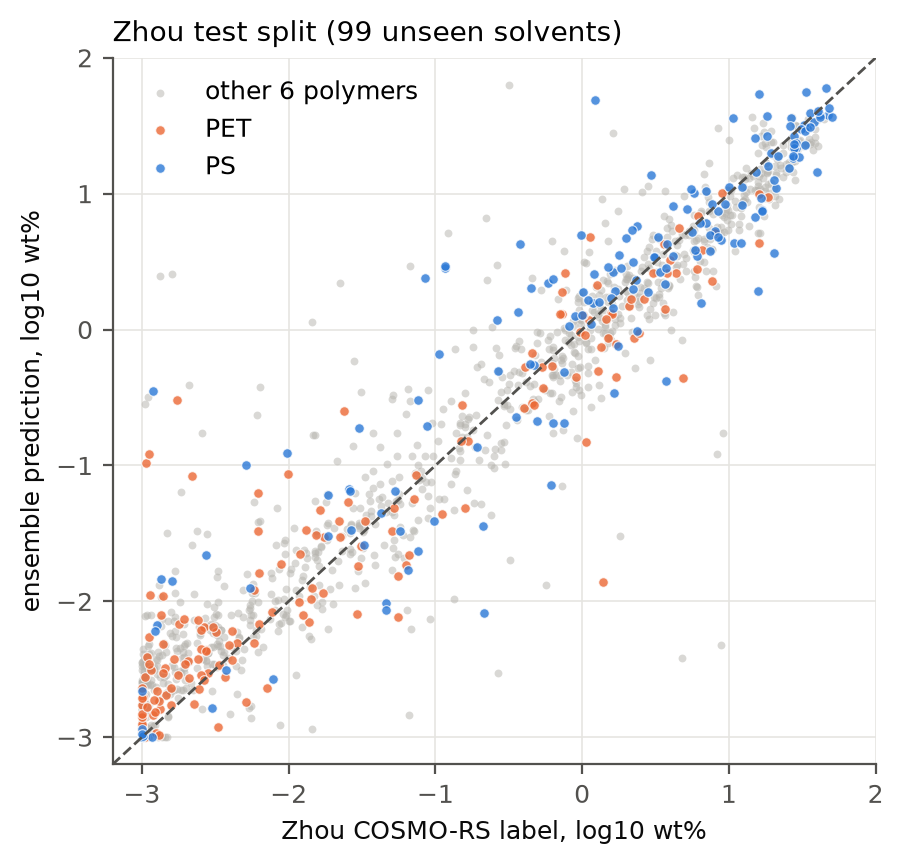 Zhou test split (99 unseen solvents)
other 6 polymers
PET
PS
ensemble prediction, log10 wt%
2
1
0
−1
−2
−3
−3
−2
−1
0
1
2
Zhou COSMO-RS label, log10 wt%